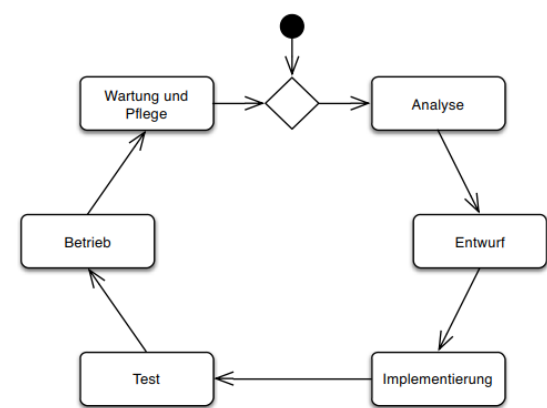 Wartung und
Pflege
Analyse
Betrieb
Entwurf
Test
Implementierung